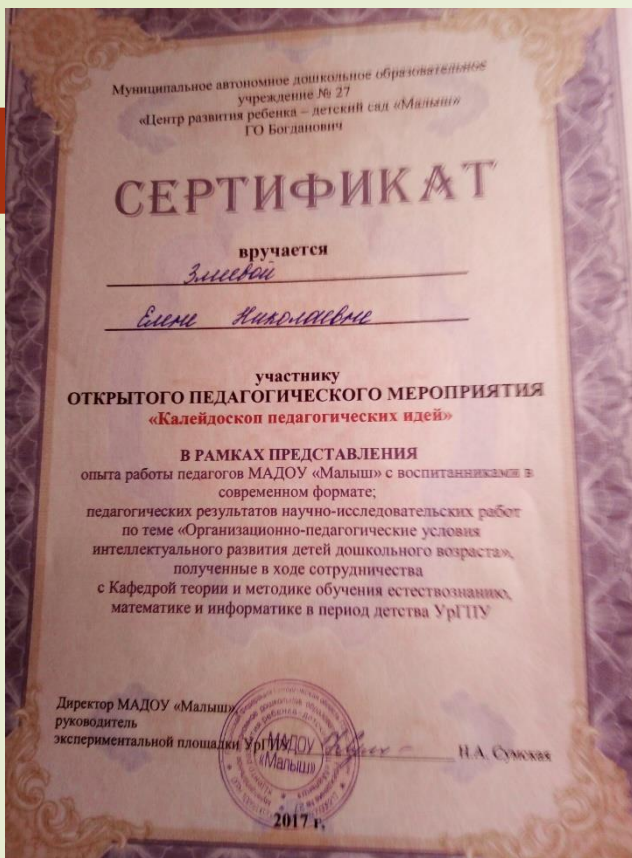 Муниципальное автономное дошкольное образовательное
учреждение № 27
«Центр развития ребенка – детский сад «Малыш»
ГО Богданович
СЕРТИФИКАТ
вручается
Змеевой
Елене Николаевне
участнику
ОТКРЫТОГО ПЕДАГОГИЧЕСКОГО МЕРОПРИЯТИЯ
«Калейдоскоп педагогических идей»
В РАМКАХ ПРЕДСТАВЛЕНИЯ
опыта работы педагогов МАДОУ «Малыш» с воспитанниками в
современном формате;
педагогических результатов научно-исследовательских работ
по теме «Организационно-педагогические условия
интеллектуального развития детей дошкольного возраста»,
полученные в ходе сотрудничества
с Кафедрой теории и методике обучения естествознанию,
математике и информатике в период детства УрГПУ
Директор МАДОУ «Малыш»,
руководитель
экспериментальной площадки УрГПУ
Н.А. Сумская
МАДОУ
«Малыш»
2017 г.